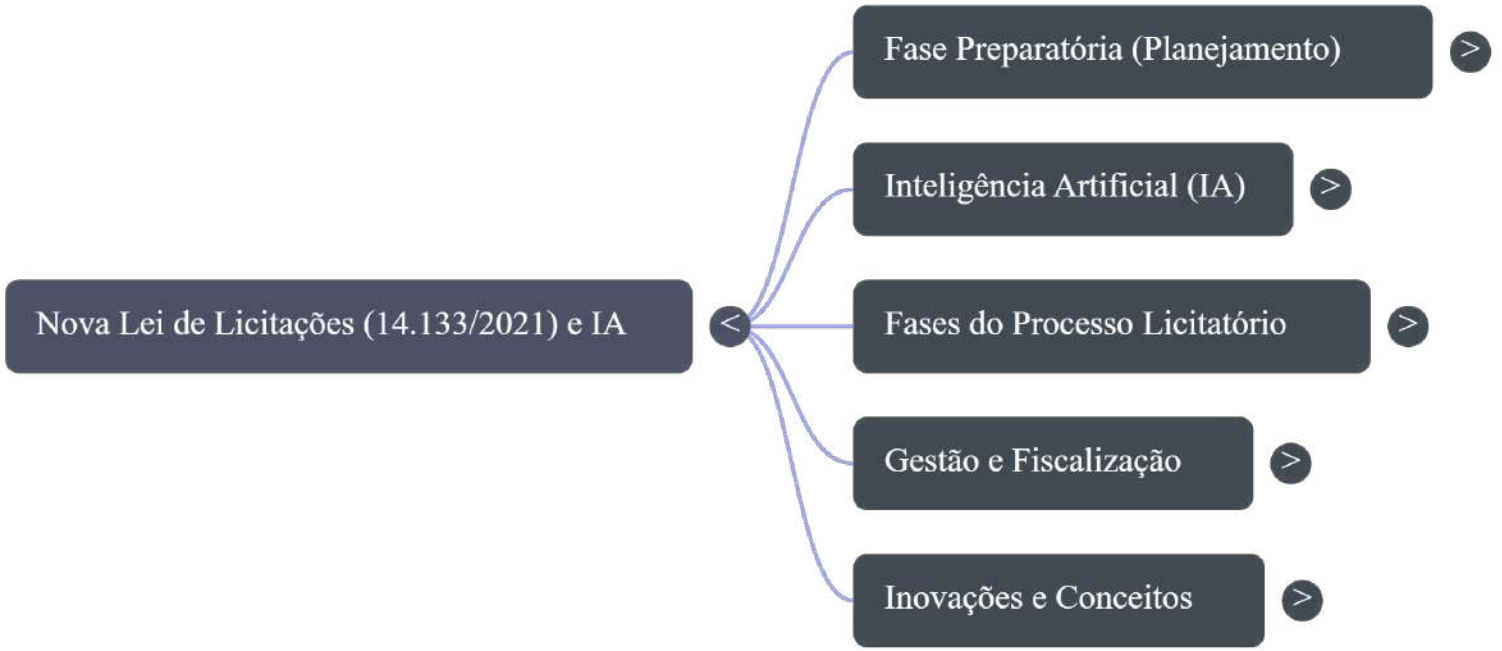 Fase Preparatória (Planejamento) >
Inteligência Artificial (IA) >
Nova Lei de Licitações (14.133/2021) e IA <
Fases do Processo Licitatório >
Gestão e Fiscalização >
Inovações e Conceitos >